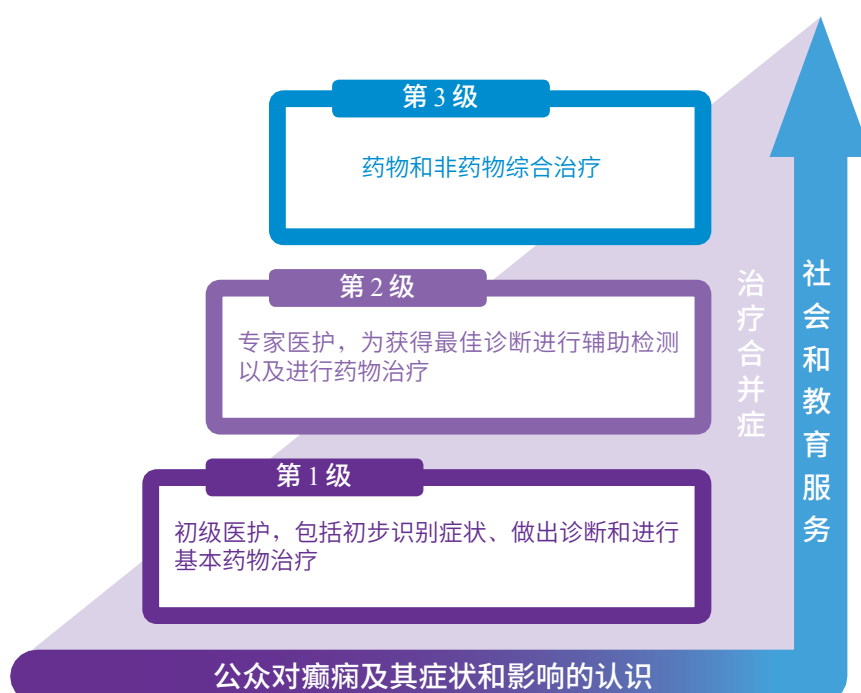 第3级
药物和非药物综合治疗
第2级
专家医护，为获得最佳诊断进行辅助检测
以及进行药物治疗
第1级
初级医护，包括初步识别症状、做出诊断和进行
基本药物治疗
治疗合并症
社会和教育服务
公众对癫痫及其症状和影响的认识